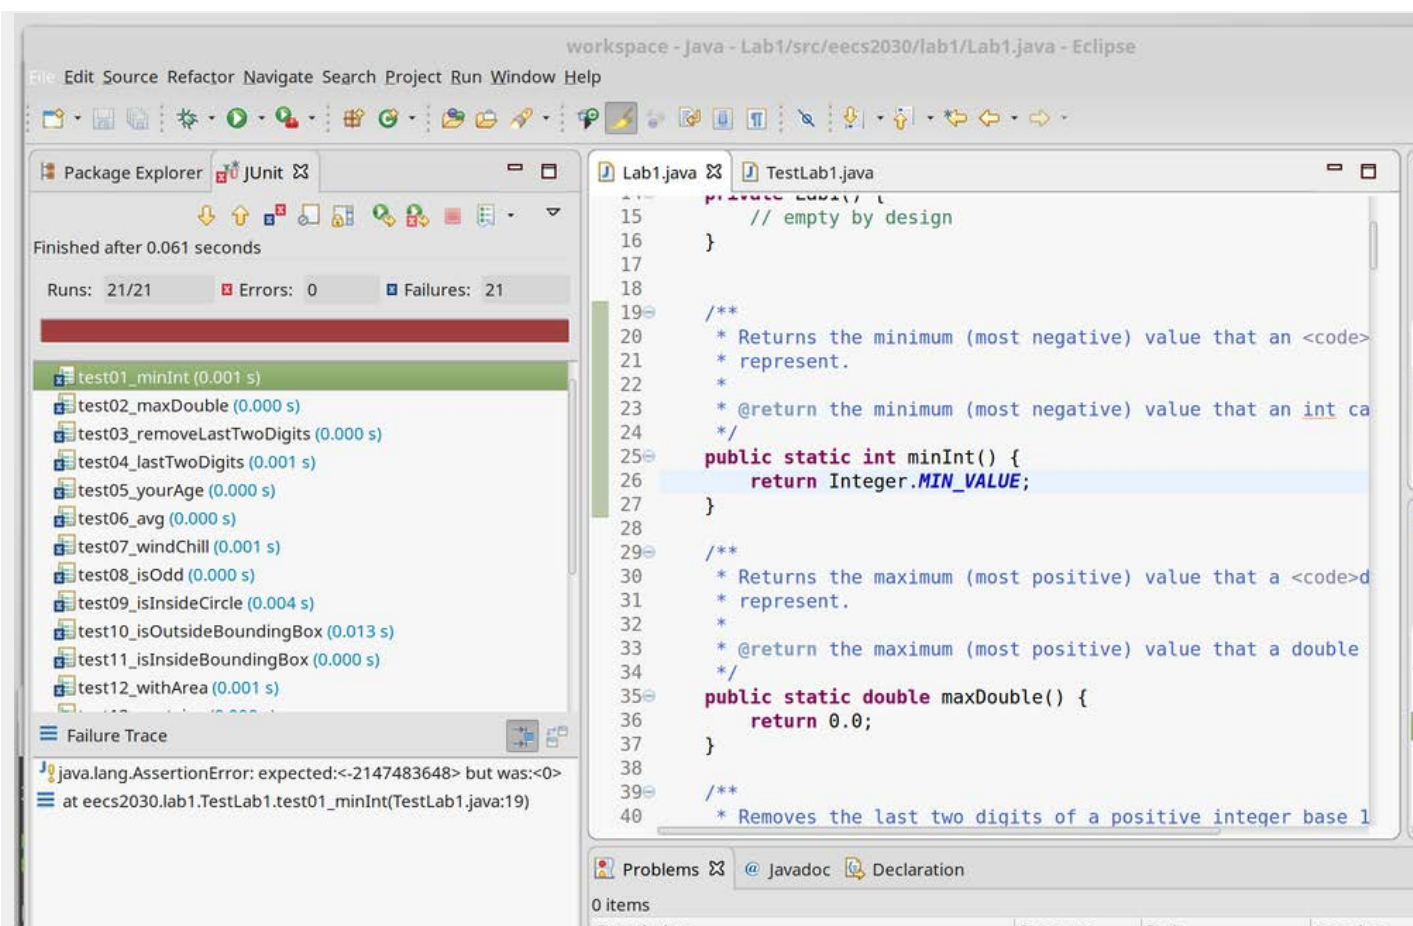 workspace - Java - Lab1/src/eecs2030/lab1/Lab1.java - Eclipse
File Edit Source Refactor Navigate Search Project Run Window Help
Package Explorer JUnit
Finished after 0.061 seconds
Runs: 21/21 Errors: 0 Failures: 21
test01_minInt (0.001 s)
test02_maxDouble (0.000 s)
test03_removeLastTwoDigits (0.000 s)
test04_lastTwoDigits (0.001 s)
test05_yourAge (0.000 s)
test06_avg (0.000 s)
test07_windChill (0.001 s)
test08_isOdd (0.000 s)
test09_isInsideCircle (0.004 s)
test10_isOutsideBoundingBox (0.013 s)
test11_isInsideBoundingBox (0.000 s)
test12_withArea (0.001 s)
Failure Trace
java.lang.AssertionError: expected:<-2147483648> but was:<0>
at eecs2030.lab1.TestLab1.test01_minInt(TestLab1.java:19)
Lab1.java TestLab1.java
private Lab1() {
15 // empty by design
16 }
17
18
19 /**
20 * Returns the minimum (most negative) value that an <code>
21 * represent.
22 *
23 * @return the minimum (most negative) value that an int ca
24 */
25 public static int minInt() {
26 return Integer.MIN_VALUE;
27 }
28
29 /**
30 * Returns the maximum (most positive) value that a <code>d
31 * represent.
32 *
33 * @return the maximum (most positive) value that a double
34 */
35 public static double maxDouble() {
36 return 0.0;
37 }
38
39 /**
40 * Removes the last two digits of a positive integer base 1
Problems @ Javadoc Declaration
0 items